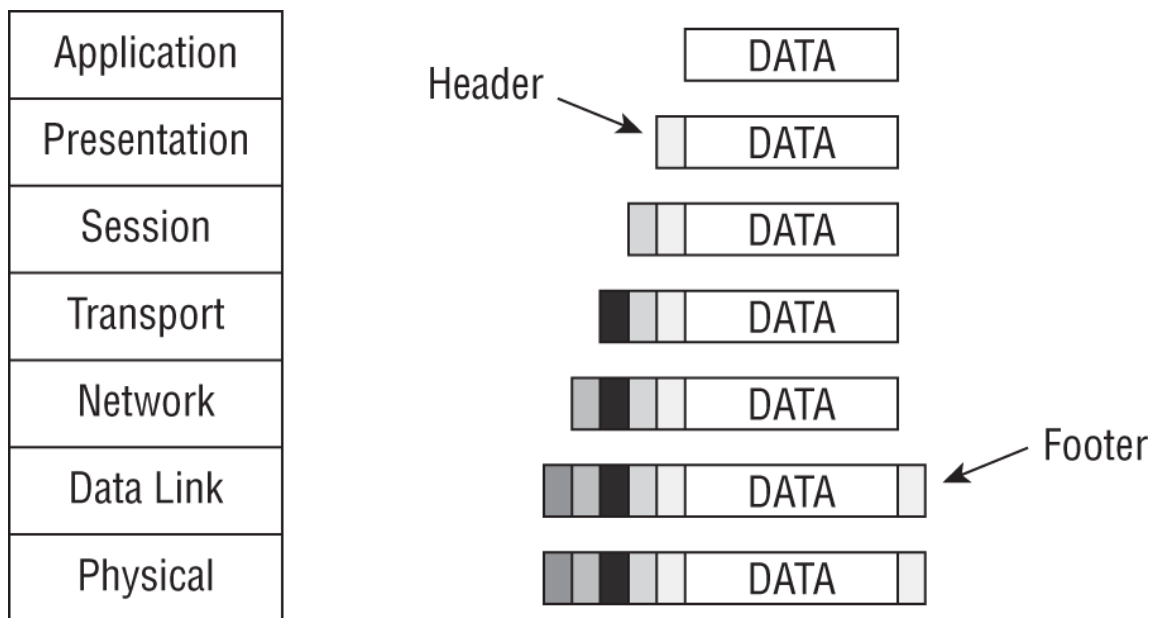 Application
DATA
Header
Presentation
DATA
Session
DATA
Transport
DATA
Network
DATA
Footer
Data Link
DATA
Physical
DATA